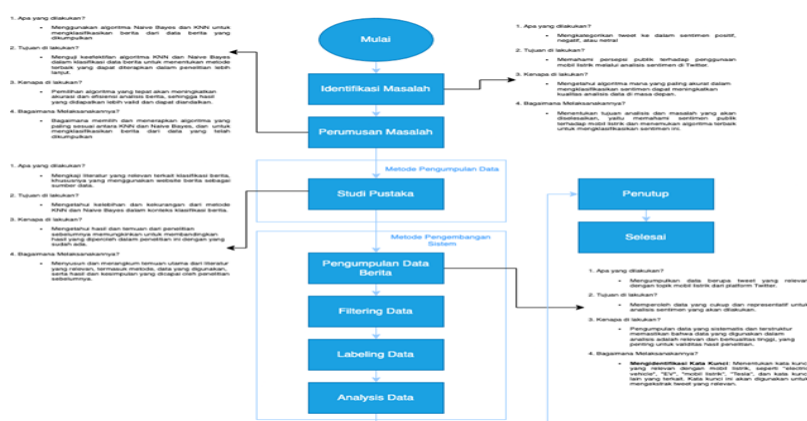 1. Apa yang dilakukan?
• Menggunakan algoritma Naive Bayes dan KNN untuk
mengklasifikasikan berita dari data berita yang
dikumpulkan
2. Tujuan di lakukan?
• Menguji keefektifan algoritma KNN dan Naive Bayes
dalam klasifikasi data berita untuk menentukan metode
terbaik yang dapat diterapkan dalam penelitian lebih
lanjut.
3. Kenapa di lakukan?
• Pemilihan algoritma yang tepat akan meningkatkan
akurasi dan efisiensi analisis berita, sehingga hasil
yang didapatkan lebih valid dan dapat diandalkan.
4. Bagaimana Melaksanakannya?
• Bagaimana memilih dan menerapkan algoritma yang
paling sesuai antara KNN dan Naive Bayes, dan untuk
mengklasifikasikan berita dari data yang telah
dikumpulkan
Mulai
Identifikasi Masalah
Perumusan Masalah
1. Apa yang dilakukan?
• Mengkategorikan tweet ke dalam sentimen positif,
negatif, atau netral
2. Tujuan di lakukan?
• Memahami persepsi publik terhadap penggunaan
mobil listrik melalui analisis sentimen di Twitter.
3. Kenapa di lakukan?
• Mengetahui algoritma mana yang paling akurat dalam
mengklasifikasikan sentimen dapat meningkatkan
kualitas analisis data di masa depan.
4. Bagaimana Melaksanakannya?
• Menentukan tujuan analisis dan masalah yang akan
diselesaikan, yaitu memahami sentimen publik
terhadap mobil listrik dan menemukan algoritma terbaik
untuk mengklasifikasikan sentimen ini.
1. Apa yang dilakukan?
• Mengkaji literatur yang relevan terkait klasifikasi berita,
khususnya yang menggunakan website berita sebagai
sumber data.
2. Tujuan di lakukan?
• Mengetahui kelebihan dan kekurangan dari metode
KNN dan Naive Bayes dalam konteks klasifikasi berita.
3. Kenapa di lakukan?
• Mengetahui hasil dan temuan dari penelitian
sebelumnya memungkinkan untuk membandingkan
hasil yang diperoleh dalam penelitian ini dengan yang
sudah ada.
4. Bagaimana Melaksanakannya?
• Menyusun dan merangkum temuan utama dari literatur
yang relevan, termasuk metode, data yang digunakan,
serta hasil dan kesimpulan yang dicapai oleh penelitian
sebelumnya.
Metode Pengumpulan Data
Studi Pustaka
Metode Pengembangan
Sistem
Pengumpulan Data
Berita
Filtering Data
Labeling Data
Analysis Data
Penutup
Selesai
1. Apa yang dilakukan?
• Mengumpulkan data berupa tweet yang relevan
dengan topik mobil listrik dari platform Twitter.
2. Tujuan di lakukan?
• Memperoleh data yang cukup dan representatif untuk
analisis sentimen yang akan dilakukan.
3. Kenapa di lakukan?
• Pengumpulan data yang sistematis dan terstruktur
memastikan bahwa data yang digunakan dalam
analisis adalah relevan dan berkualitas tinggi, yang
penting untuk validitas hasil penelitian.
4. Bagaimana Melaksanakannya?
• Mengidentifikasi Kata Kunci: Menentukan kata kunci
yang relevan dengan mobil listrik, seperti "electric
vehicle", "EV", "mobil listrik", "Tesla", dan kata kunci
lain yang terkait. Kata kunci ini akan digunakan untuk
mengekstrak tweet yang relevan.